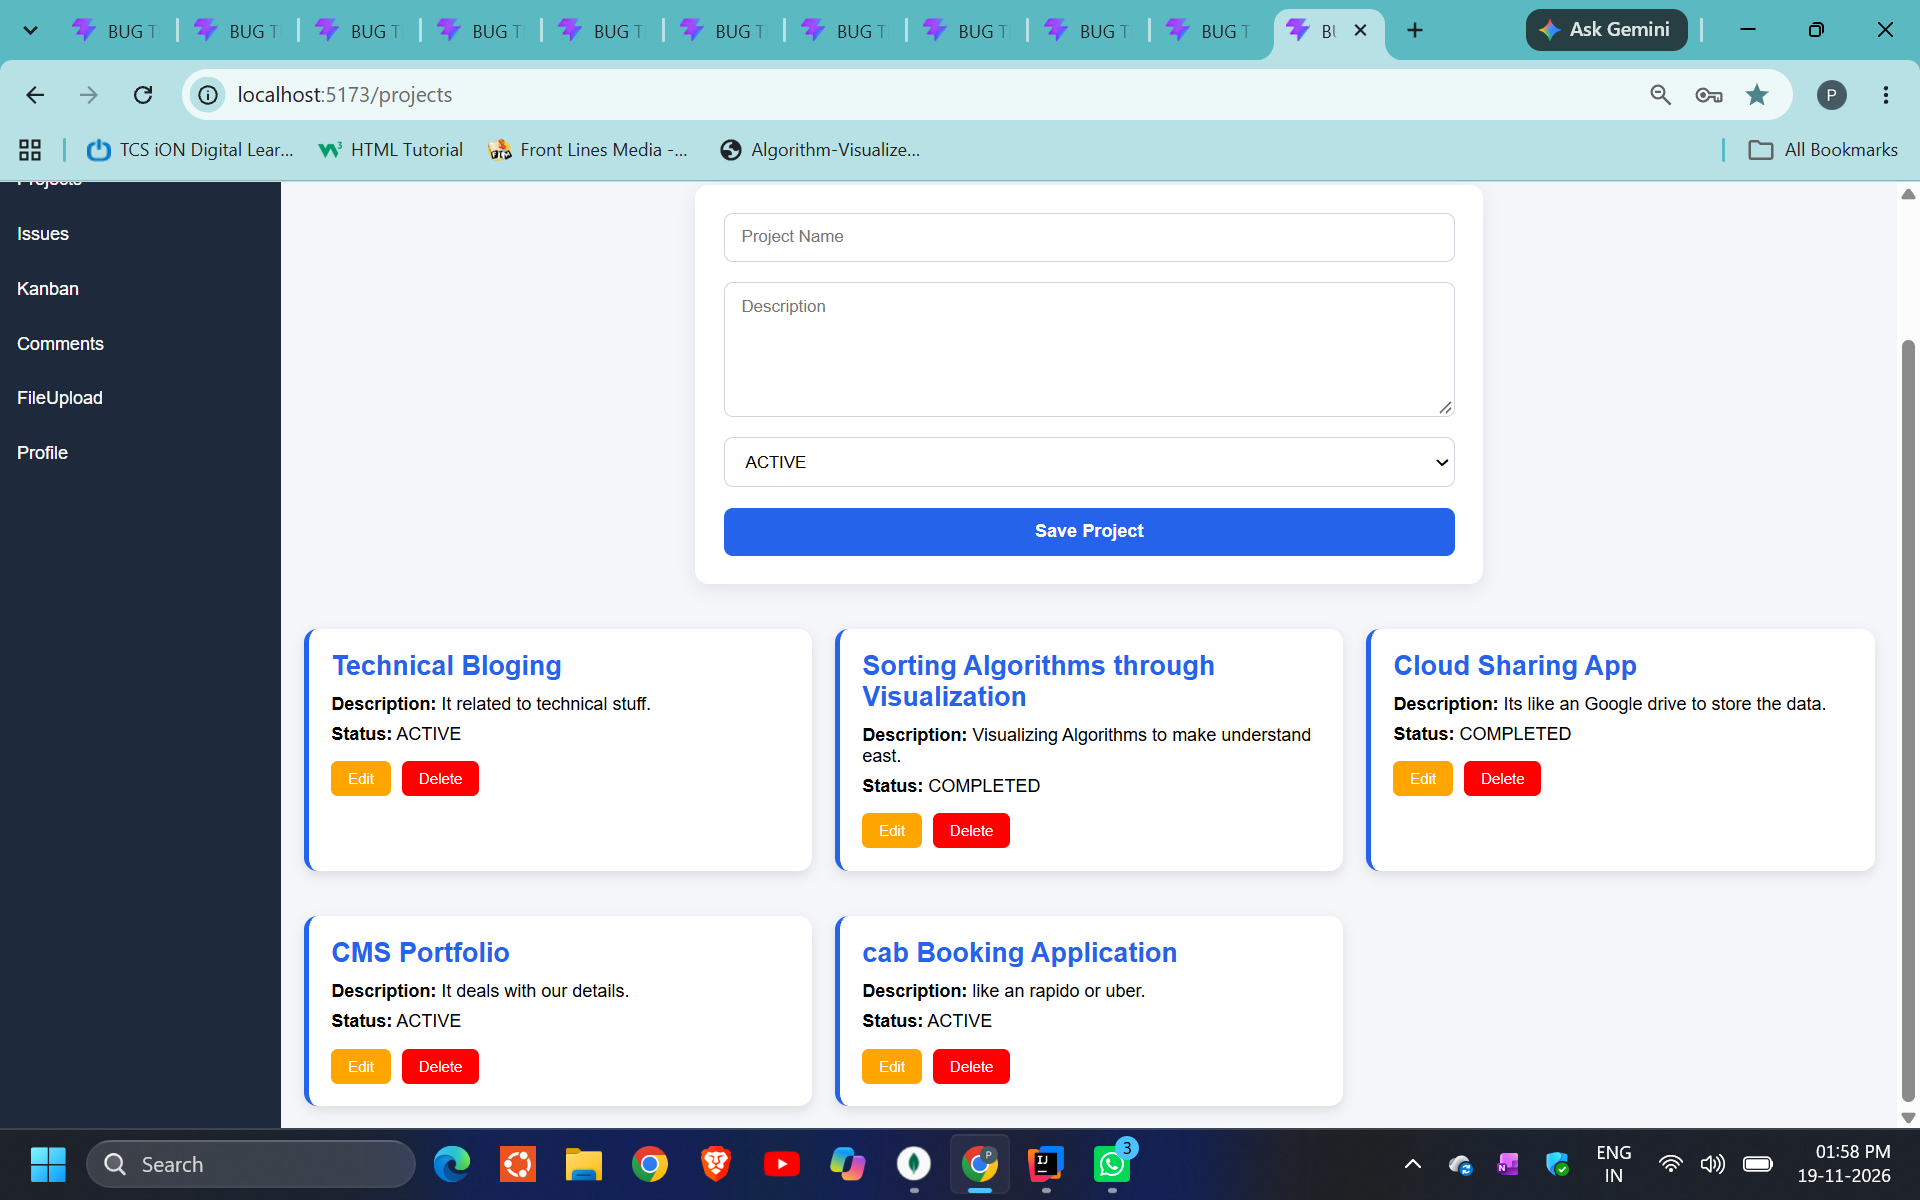 BUG T
BUG T
BUG T
BUG T
BUG T
BUG T
BUG T
BUG T
BUG T
BUG T
BU
Ask Gemini
localhost:5173/projects
P
TCS iON Digital Lear...
HTML Tutorial
Front Lines Media -...
Algorithm-Visualize...
All Bookmarks
Projects
Issues
Kanban
Comments
FileUpload
Profile
Project Name
Description
ACTIVE
Save Project
Technical Bloging
Description: It related to technical stuff.
Status: ACTIVE
Edit Delete
Sorting Algorithms through
Visualization
Description: Visualizing Algorithms to make understand
east.
Status: COMPLETED
Edit Delete
Cloud Sharing App
Description: Its like an Google drive to store the data.
Status: COMPLETED
Edit Delete
CMS Portfolio
Description: It deals with our details.
Status: ACTIVE
Edit Delete
cab Booking Application
Description: like an rapido or uber.
Status: ACTIVE
Edit Delete
Search
P
IJ
3
N
ENG
IN
01:58 PM
19-11-2026